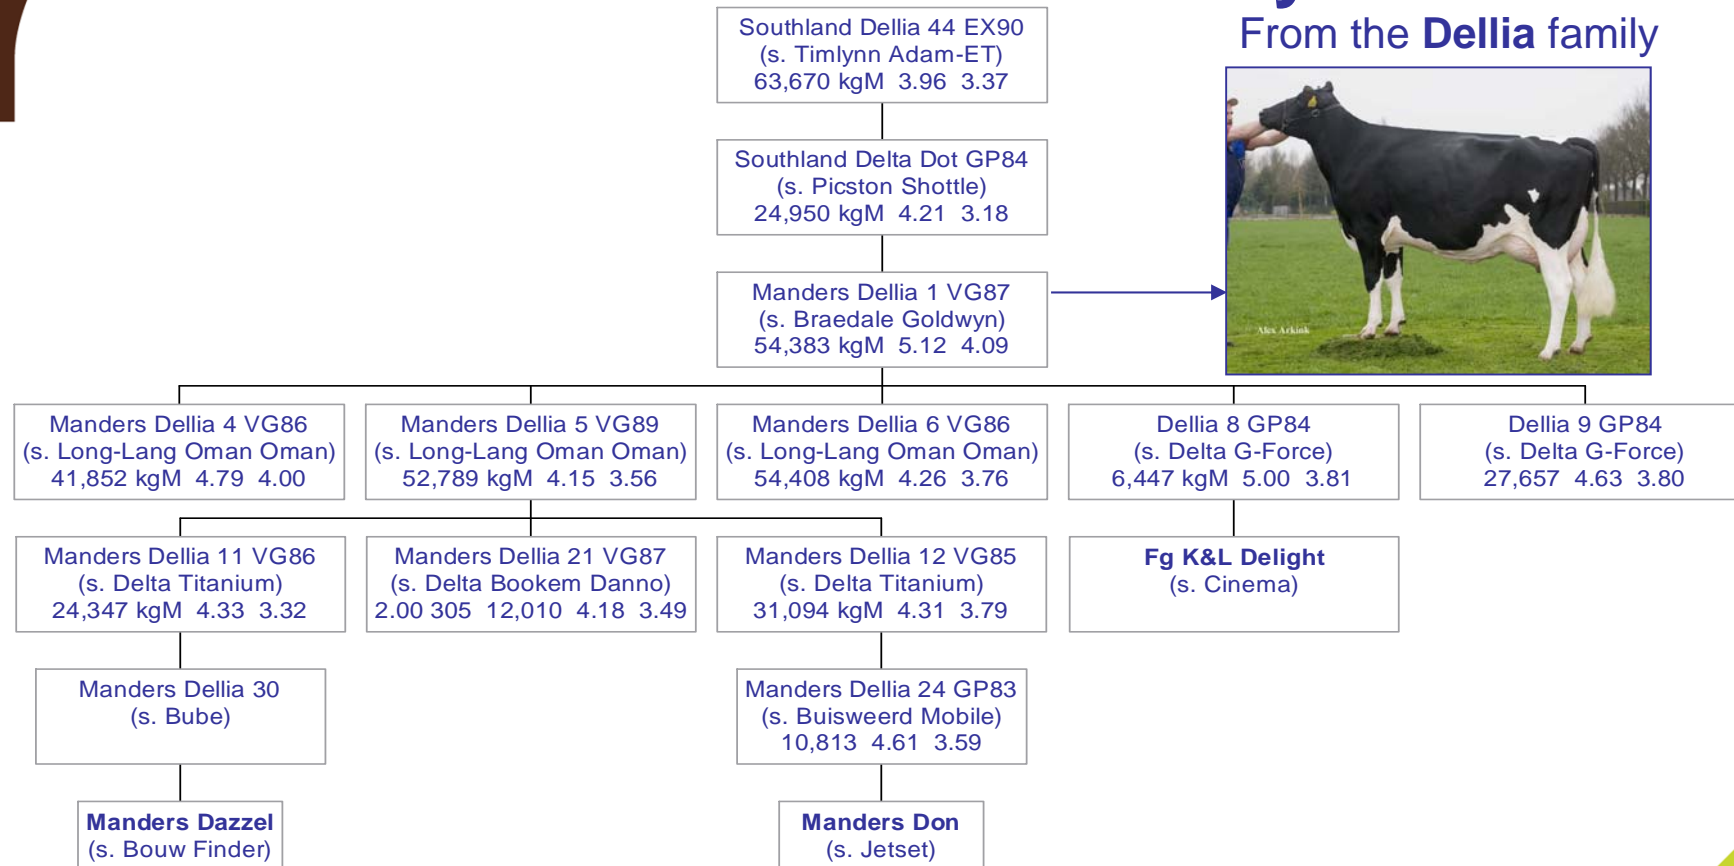 From the Dellia family
Southland Dellia 44 EX90
(s. Timlynn Adam-ET)
63,670 kgM 3.96 3.37
Southland Delta Dot GP84
(s. Picston Shottle)
24,950 kgM 4.21 3.18
Manders Dellia 1 VG87
(s. Braedale Goldwyn)
54,383 kgM 5.12 4.09
Alex Arkink
Manders Dellia 4 VG86
(s. Long-Lang Oman Oman)
41,852 kgM 4.79 4.00
Manders Dellia 5 VG89
(s. Long-Lang Oman Oman)
52,789 kgM 4.15 3.56
Manders Dellia 6 VG86
(s. Long-Lang Oman Oman)
54,408 kgM 4.26 3.76
Dellia 8 GP84
(s. Delta G-Force)
6,447 kgM 5.00 3.81
Dellia 9 GP84
(s. Delta G-Force)
27,657 4.63 3.80
Manders Dellia 11 VG86
(s. Delta Titanium)
24,347 kgM 4.33 3.32
Manders Dellia 21 VG87
(s. Delta Bookem Danno)
2.00 305 12,010 4.18 3.49
Manders Dellia 12 VG85
(s. Delta Titanium)
31,094 kgM 4.31 3.79
Fg K&L Delight
(s. Cinema)
Manders Dellia 30
(s. Bube)
Manders Dellia 24 GP83
(s. Buisweerd Mobile)
10,813 4.61 3.59
Manders Dazzel
(s. Bouw Finder)
Manders Don
(s. Jetset)